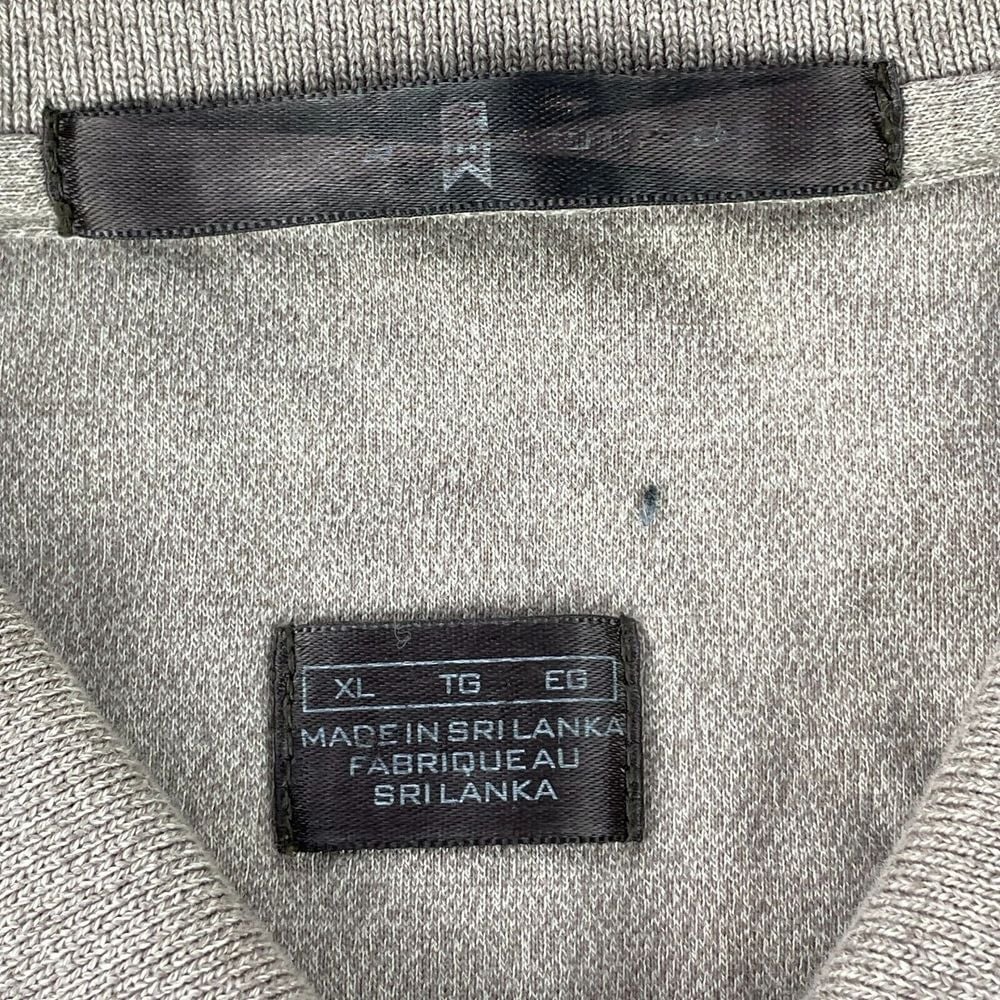 XL TG EG
MADE IN SRI LANKA
FABRIQUE AU
SRI LANKA